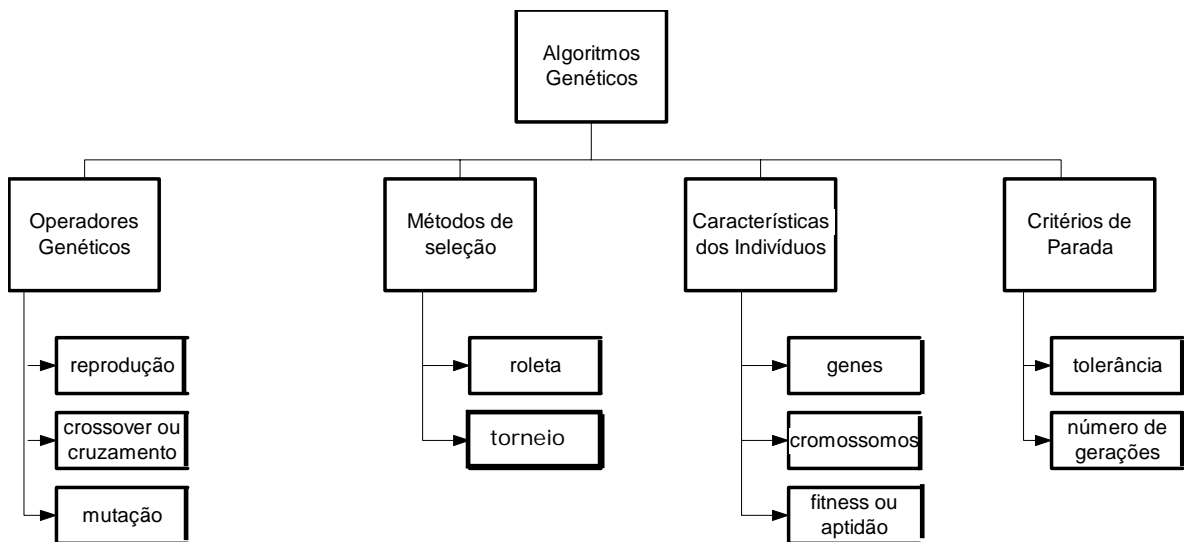 Algoritmos
Genéticos
Operadores
Genéticos
Métodos de
seleção
Características
dos Indivíduos
Critérios de
Parada
reprodução
crossover ou
cruzamento
mutação
roleta
torneio
genes
cromossomos
fitness ou
aptidão
tolerância
número de
gerações